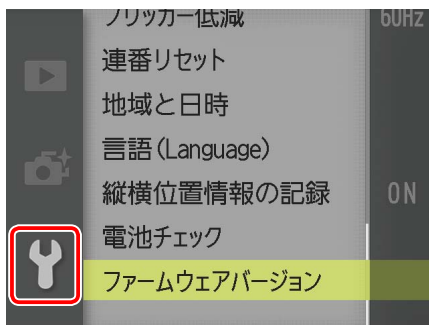 フリッカー低減 60Hz
連番リセット
地域と日時
言語(Language)
縦横位置情報の記録 ON
電池チェック
ファームウェアバージョン